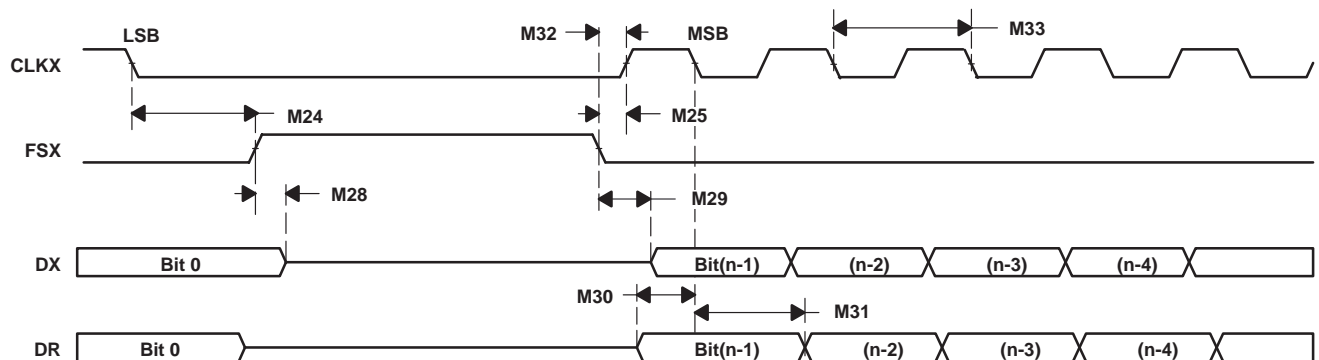 LSB
M32
MSB
M33
CLKX
M24
M25
FSX
M28
M29
DX
Bit 0
Bit(n-1)
(n-2)
(n-3)
(n-4)
M30
M31
DR
Bit 0
Bit(n-1)
(n-2)
(n-3)
(n-4)